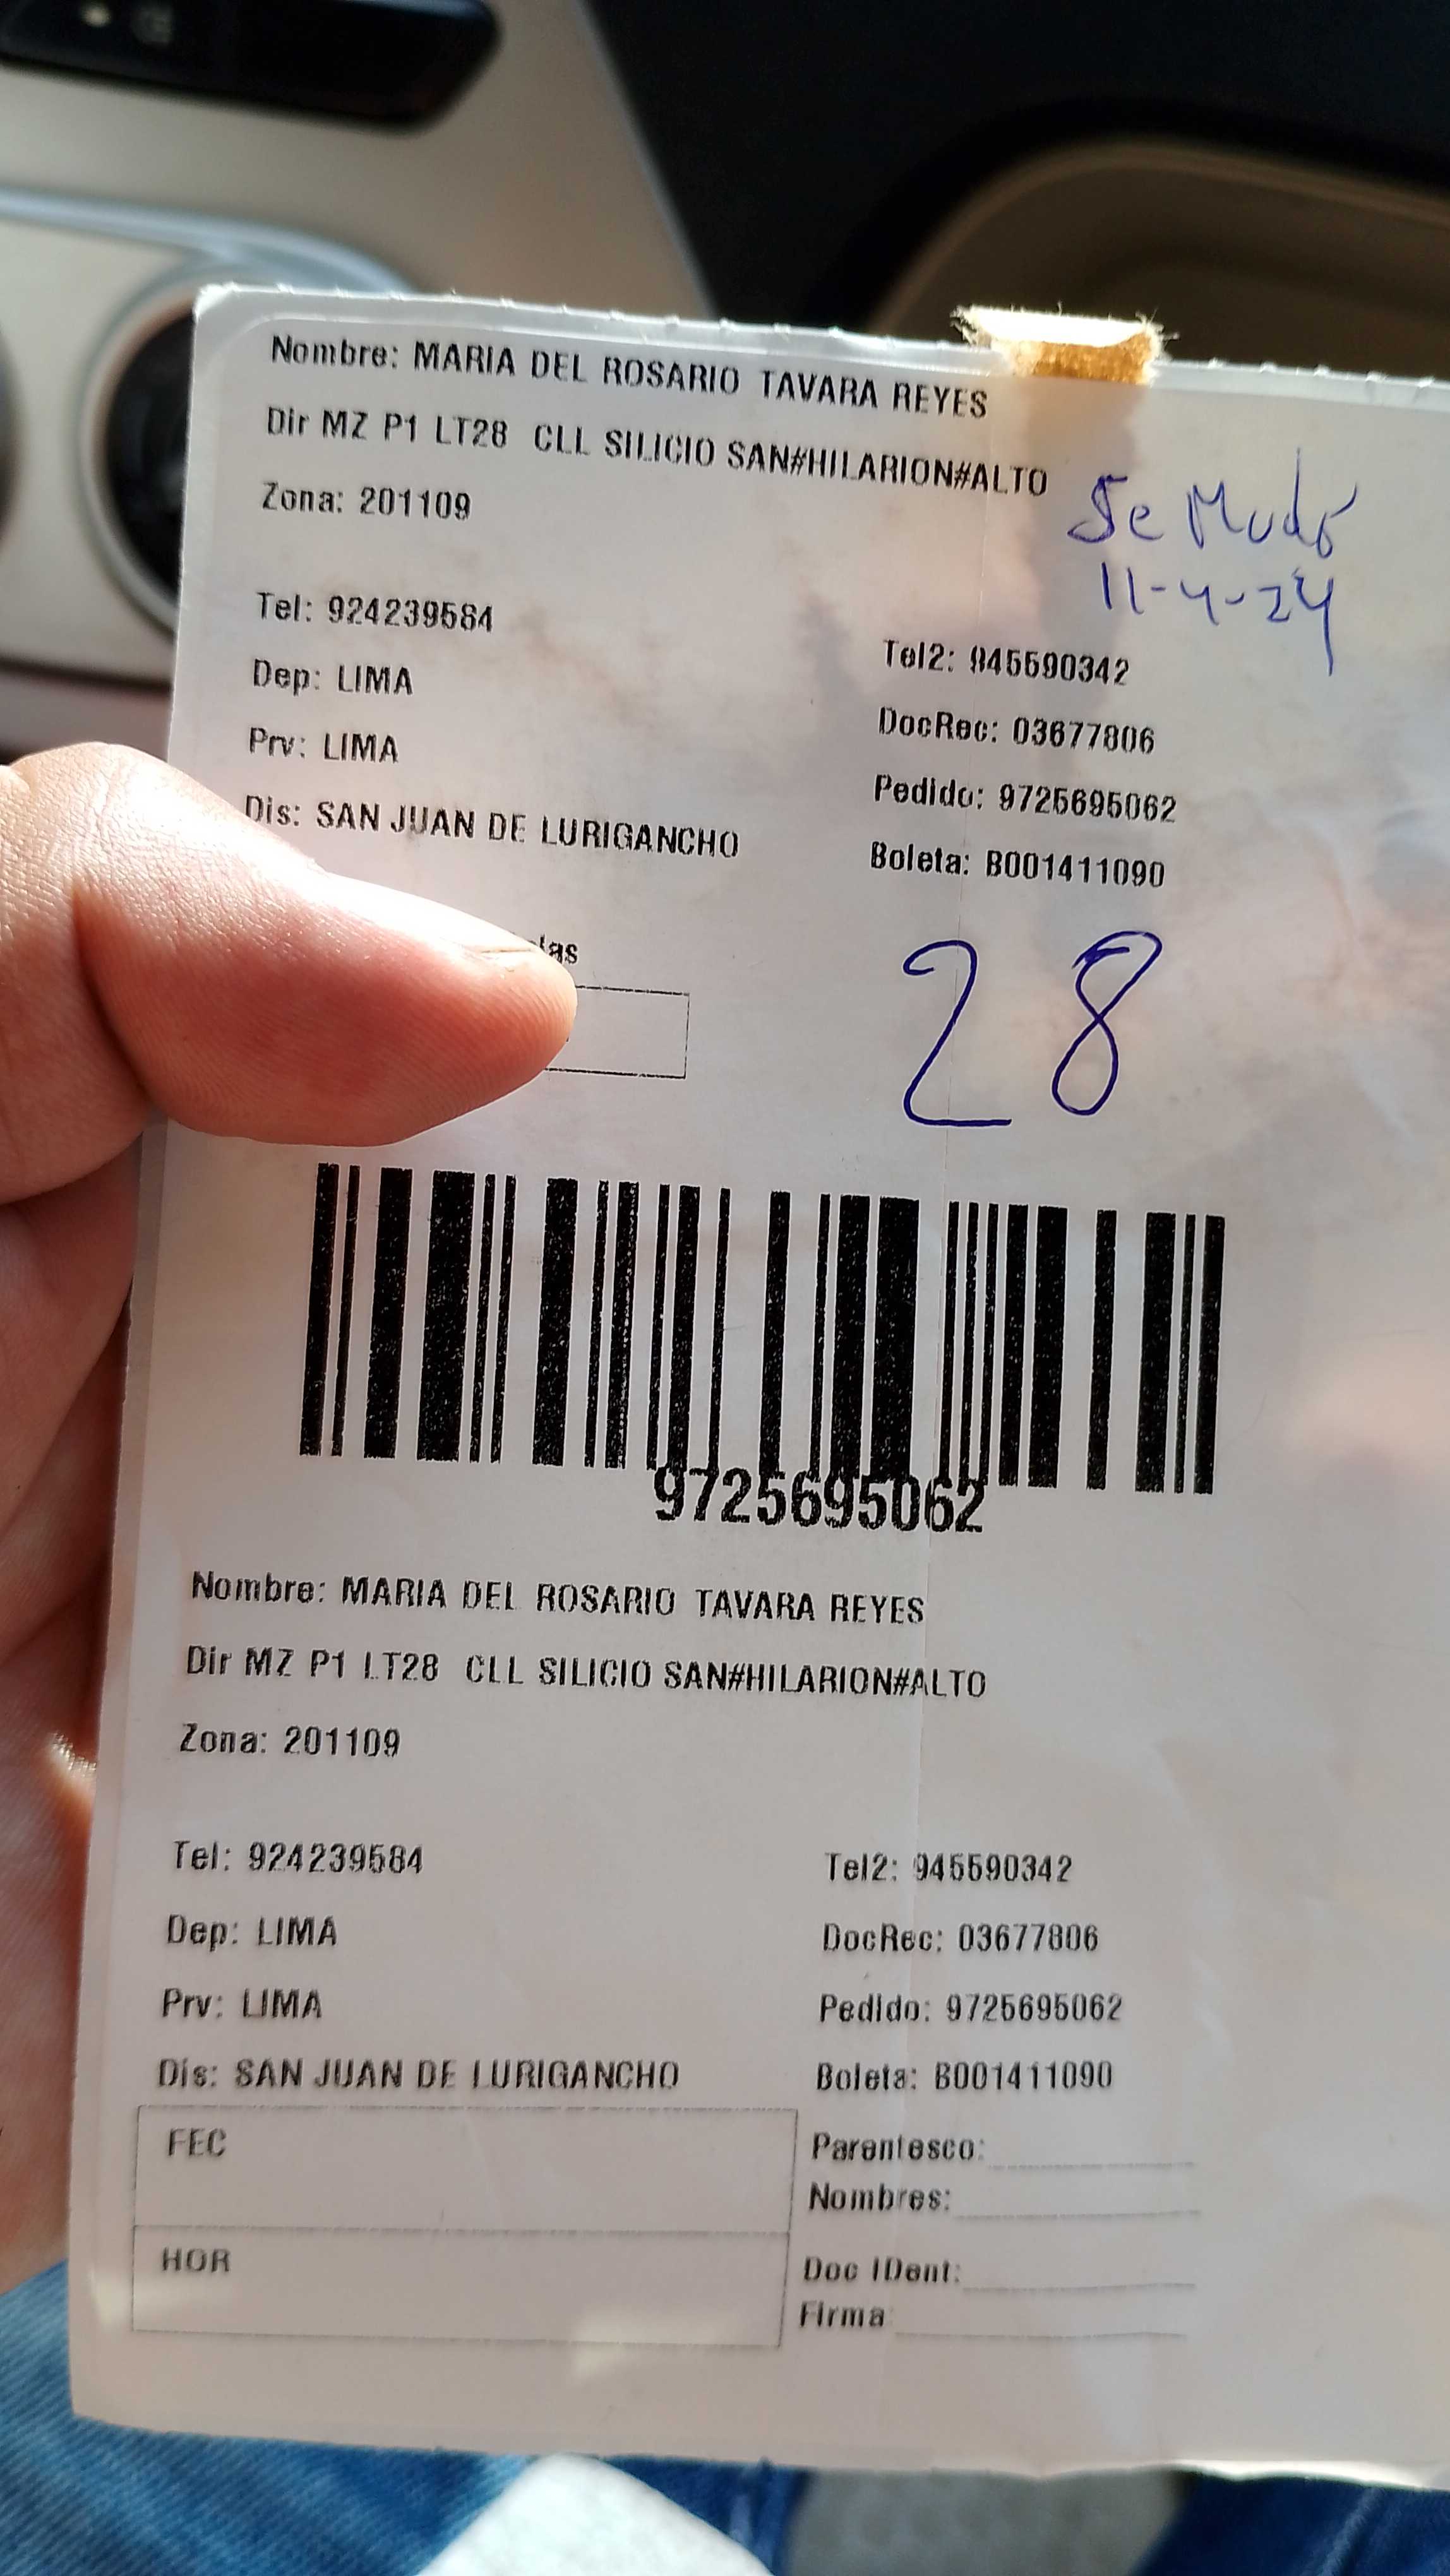 Nombre: MARIA DEL ROSARIO TAVARA REYES
Dir MZ P1 LT28 CLL SILICIO SAN#HILARION#ALTO
Se Mudó
11-4-24
Zona: 201109
Tel: 924239584
Tel2: 945590342
Dep: LIMA
DocRec: 03677806
Prv: LIMA
Pedido: 9725695062
Dis: SAN JUAN DE LURIGANCHO
Boleta: B001411090
28
9725695062
Nombre: MARIA DEL ROSARIO TAVARA REYES
Dir MZ P1 LT28 CLL SILICIO SAN#HILARION#ALTO
Zona: 201109
Tel: 924239584
Tel2: 945590342
Dep: LIMA
DocRec: 03677806
Prv: LIMA
Pedido: 9725695062
Dis: SAN JUAN DE LURIGANCHO
Boleta: B001411090
FEC
Parentesco:
Nombres:
HOR
Doc IDent:
Firma